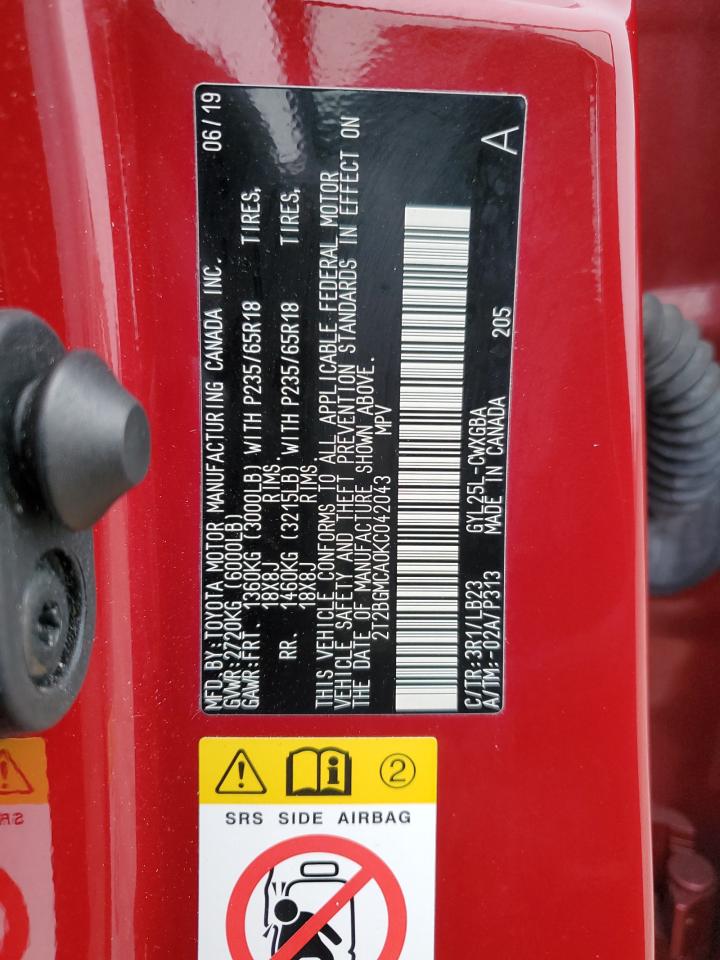 MFD.BY:TOYOTA MOTOR MANUFACTURING CANADA INC. 06/19
GVWR:2720KG (6000LB)
GAWR:FRT. 1360KG (3000LB) WITH P235/65R18 TIRES,
18X8J RIMS.
RR. 1460KG (3215LB) WITH P235/65R18 TIRES,
18X8J RIMS.
THIS VEHICLE CONFORMS TO ALL APPLICABLE FEDERAL MOTOR
VEHICLE SAFETY AND THEFT PREVENTION STANDARDS IN EFFECT ON
THE DATE OF MANUFACTURE SHOWN ABOVE.
2T2BGMCA0KC042043 MPV
C/TR:3R1/LB23 GYL25L-CWXGBA 205
A/TM:-02A/P313 MADE IN CANADA A
2
SRS SIDE AIRBAG